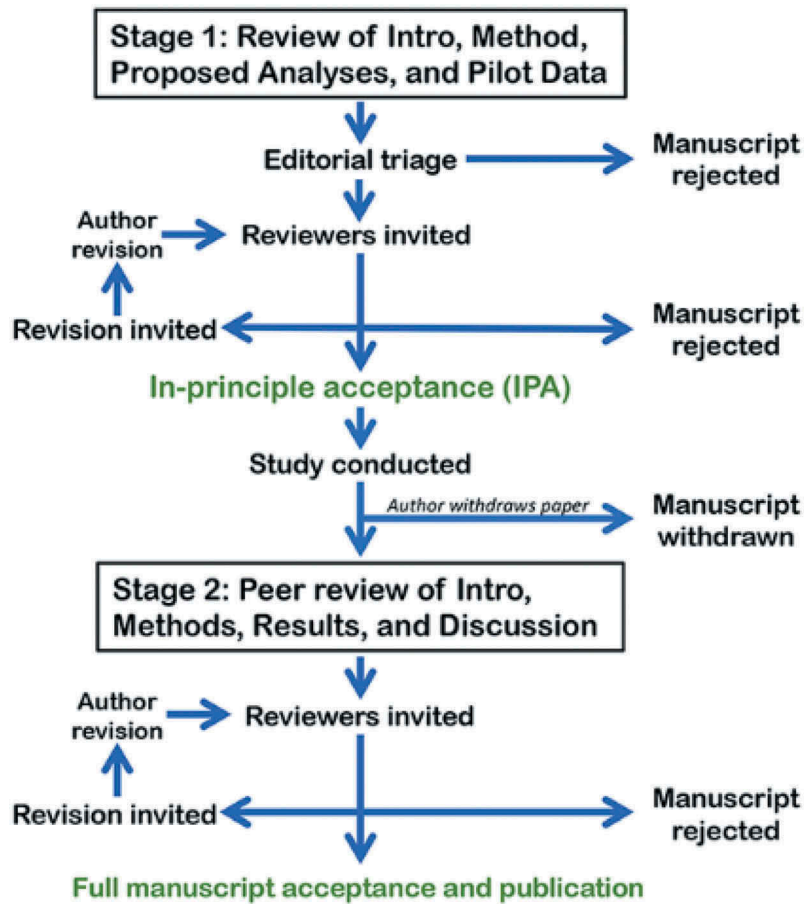 Stage 1: Review of Intro, Method,
Proposed Analyses, and Pilot Data
Editorial triage
Manuscript
rejected
Author
revision
Reviewers invited
Revision invited
Manuscript
rejected
In-principle acceptance (IPA)
Study conducted
Author withdraws paper
Manuscript
withdrawn
Stage 2: Peer review of Intro,
Methods, Results, and Discussion
Author
revision
Reviewers invited
Revision invited
Manuscript
rejected
Full manuscript acceptance and publication